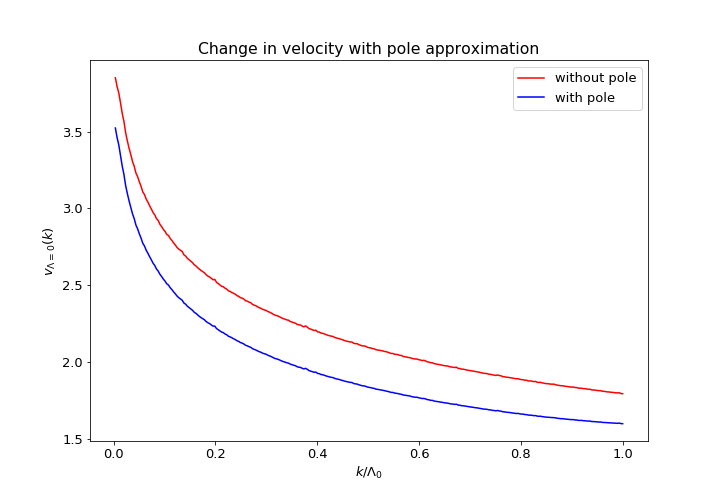 Change in velocity with pole approximation
without pole
with pole
3.5
3.0
2.5
2.0
1.5
v_{Λ=0}(k)
0.0 0.2 0.4 0.6 0.8 1.0
k/Λ₀